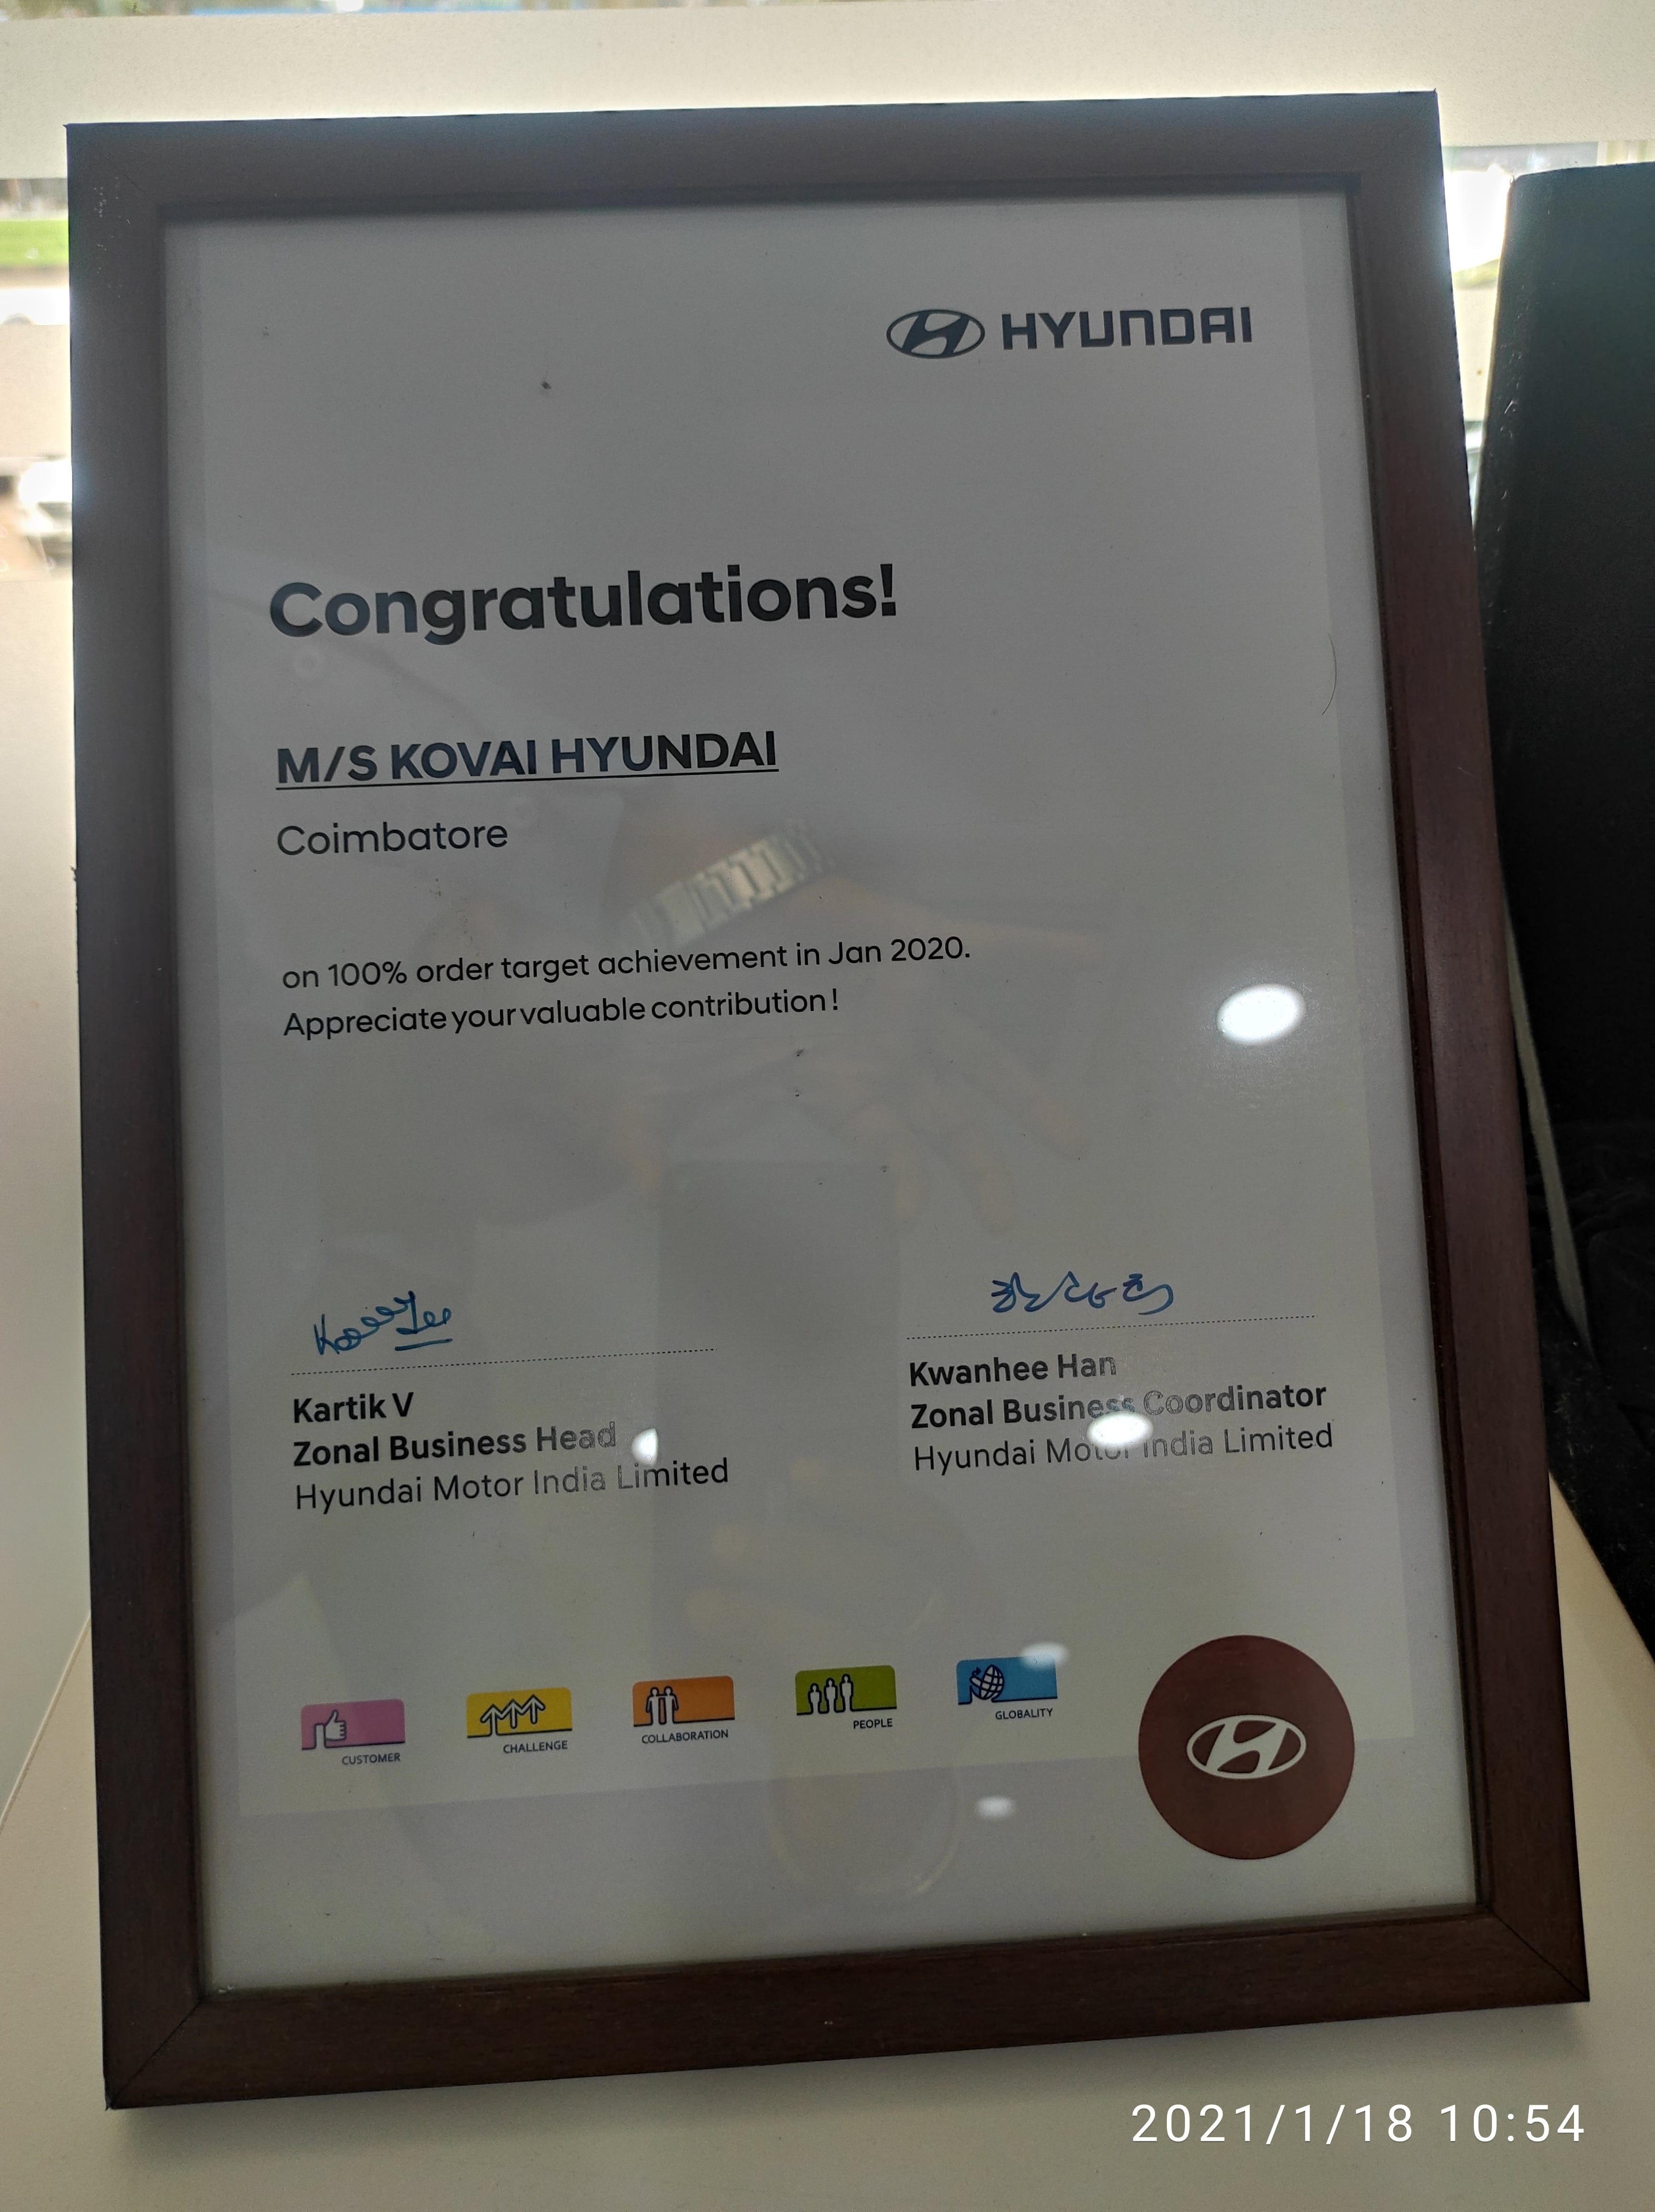 HYUNDAI
Congratulations!
M/S KOVAI HYUNDAI
Coimbatore
on 100% order target achievement in Jan 2020.
Appreciate your valuable contribution!
Kartik V
Zonal Business Head
Hyundai Motor India Limited
Kwanhee Han
Zonal Business Coordinator
Hyundai Motor India Limited
CUSTOMER
CHALLENGE
COLLABORATION
PEOPLE
GLOBALITY
2021/1/18 10:54